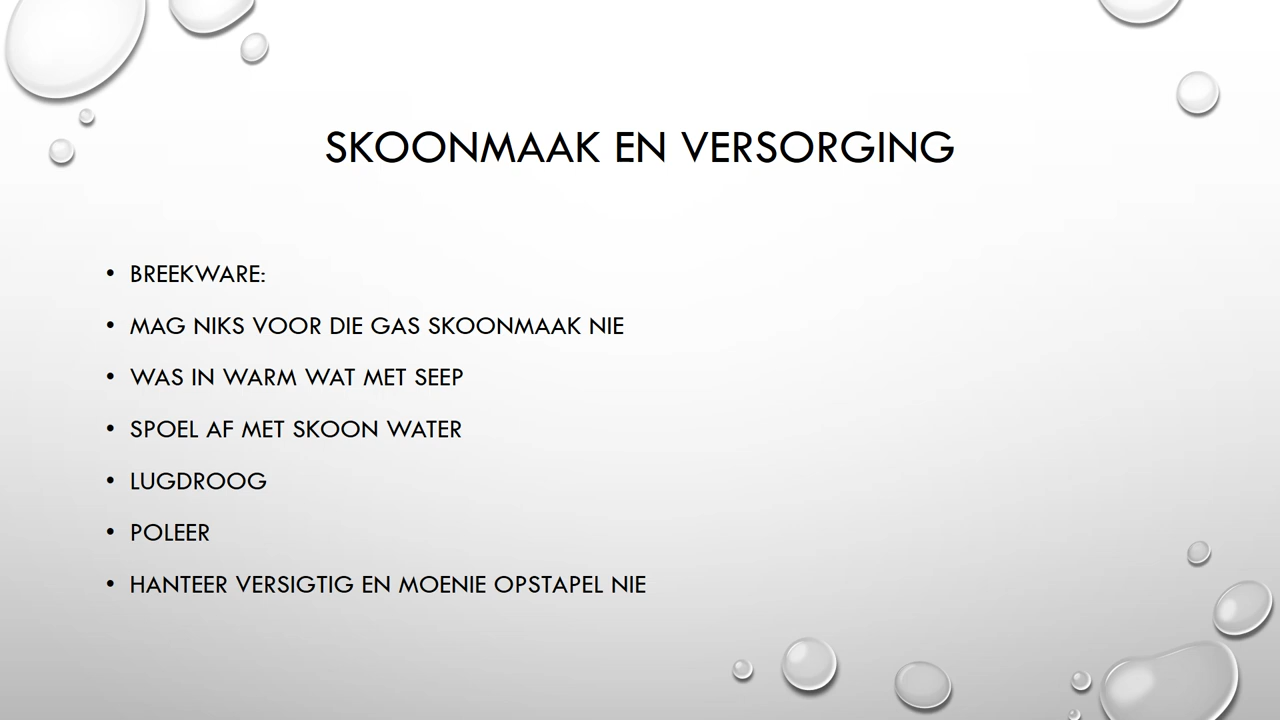 SKOONMAAK EN VERSORGING
• BREEKWARE:
• MAG NIKS VOOR DIE GAS SKOONMAAK NIE
• WAS IN WARM WAT MET SEEP
• SPOEL AF MET SKOON WATER
• LUGDROOG
• POLEER
• HANTEER VERSIGTIG EN MOENIE OPSTAPEL NIE